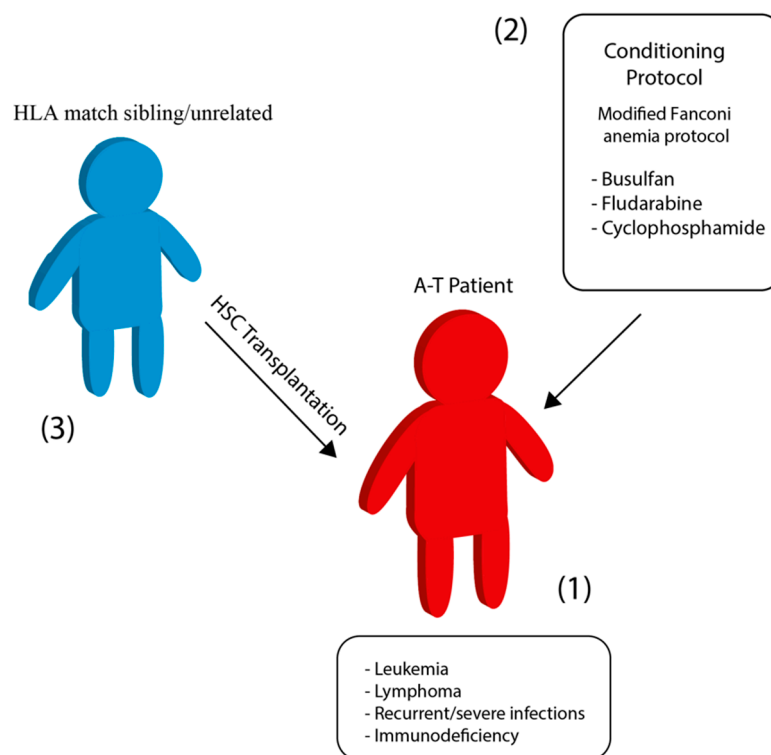 (2)
Conditioning
Protocol
Modified Fanconi
anemia protocol
- Busulfan
- Fludarabine
- Cyclophosphamide
HLA match sibling/unrelated
A-T Patient
HSC Transplantation
(3)
(1)
- Leukemia
- Lymphoma
- Recurrent/severe infections
- Immunodeficiency